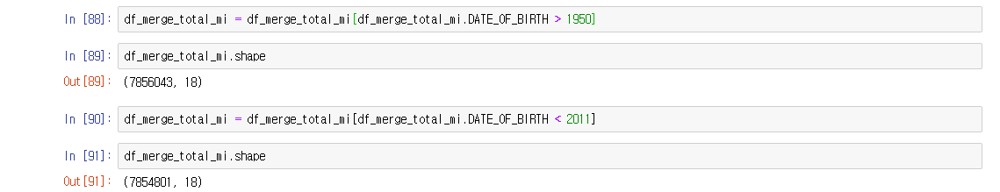 In [88]: df_merge_total_mi = df_merge_total_mi[df_merge_total_mi.DATE_OF_BIRTH > 1950]
In [89]: df_merge_total_mi.shape
Out[89]: (7856043, 18)
In [90]: df_merge_total_mi = df_merge_total_mi[df_merge_total_mi.DATE_OF_BIRTH < 2011]
In [91]: df_merge_total_mi.shape
Out[91]: (7854801, 18)